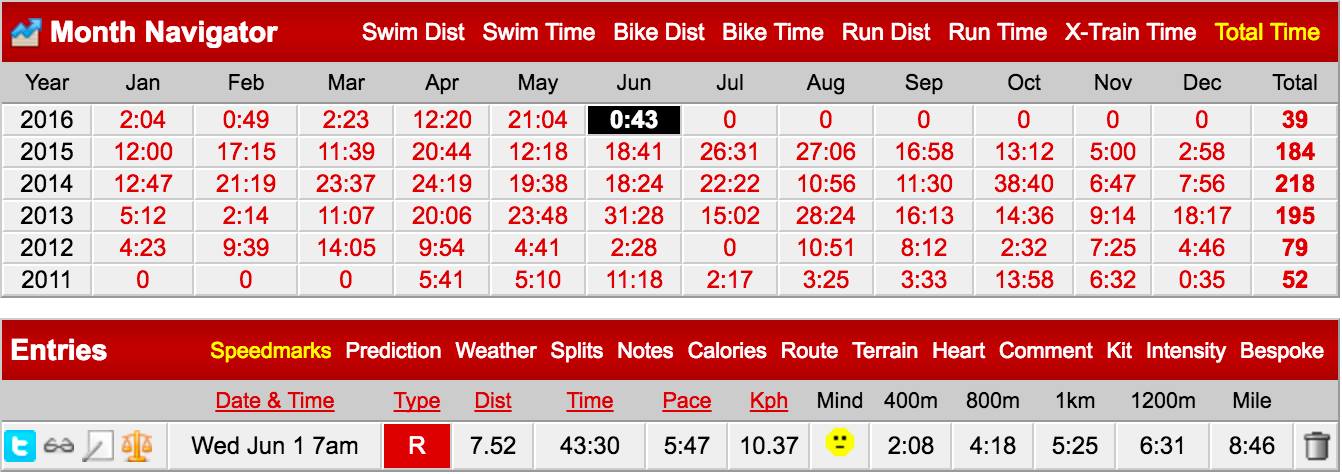 Month Navigator Swim Dist Swim Time Bike Dist Bike Time Run Dist Run Time X-Train Time Total Time
Year Jan Feb Mar Apr May Jun Jul Aug Sep Oct Nov Dec Total
2016 2:04 0:49 2:23 12:20 21:04 0:43 0 0 0 0 0 0 39
2015 12:00 17:15 11:39 20:44 12:18 18:41 26:31 27:06 16:58 13:12 5:00 2:58 184
2014 12:47 21:19 23:37 24:19 19:38 18:24 22:22 10:56 11:30 38:40 6:47 7:56 218
2013 5:12 2:14 11:07 20:06 23:48 31:28 15:02 28:24 16:13 14:36 9:14 18:17 195
2012 4:23 9:39 14:05 9:54 4:41 2:28 0 10:51 8:12 2:32 7:25 4:46 79
2011 0 0 0 5:41 5:10 11:18 2:17 3:25 3:33 13:58 6:32 0:35 52
Entries Speedmarks Prediction Weather Splits Notes Calories Route Terrain Heart Comment Kit Intensity Bespoke
Date & Time Type Dist Time Pace Kph Mind 400m 800m 1km 1200m Mile
Wed Jun 1 7am R 7.52 43:30 5:47 10.37 2:08 4:18 5:25 6:31 8:46